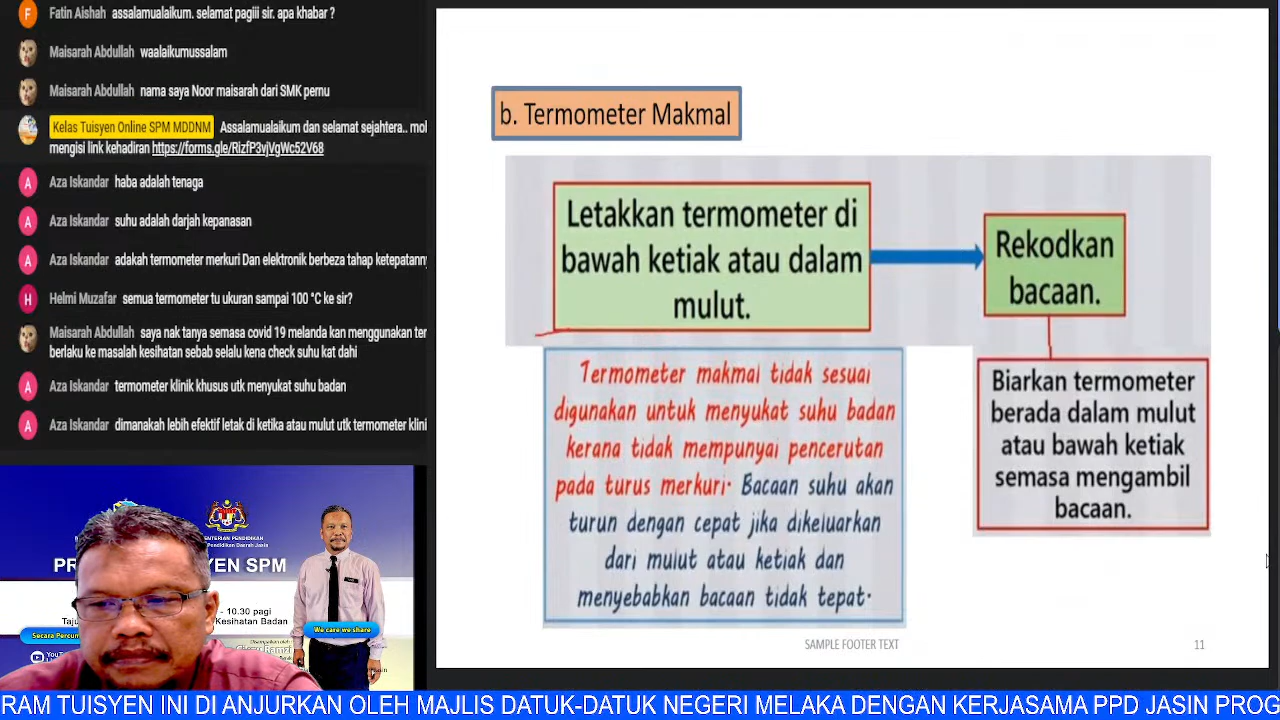 Fatin Aishah assalamualaikum. selamat pagiii sir. apa khabar ?
Maisarah Abdullah waalaikumussalam
Maisarah Abdullah nama saya Noor maisarah dari SMK pernu
Kelas Tuisyen Online SPM MDDNM Assalamualaikum dan selamat sejahtera..
mengisi link kehadiran https://forms.gle/RizfP3vjVgWc52V68
Aza Iskandar haba adalah tenaga
Aza Iskandar suhu adalah darjah kepanasan
Aza Iskandar adakah termometer merkuri Dan elektronik berbeza tahap
Helmi Muzafar semua termometer tu ukuran sampai 100 °C ke sir?
Maisarah Abdullah saya nak tanya semasa covid 19 melanda kan menggunakan
berlaku ke masalah kesihatan sebab selalu kena check suhu kat dahi
Aza Iskandar termometer klinik khusus utk menyukat suhu badan
Aza Iskandar dimanakah lebih efektif letak di ketika atau mulut utk termometer
b. Termometer Makmal
Letakkan termometer di
bawah ketiak atau dalam
mulut.
Rekodkan
bacaan.
Termometer makmal tidak sesuai
digunakan untuk menyukat suhu badan
kerana tidak mempunyai pencerutan
pada turus merkuri. Bacaan suhu akan
turun dengan cepat jika dikeluarkan
dari mulut atau ketiak dan
menyebabkan bacaan tidak tepat.
Biarkan termometer
berada dalam mulut
atau bawah ketiak
semasa mengambil
bacaan.
SAMPLE FOOTER TEXT
11
SYEN SPM
- 10.30 pagi
Kesihatan Badan
We care we share
RAM TUISYEN INI DI ANJURKAN OLEH MAJLIS DATUK-DATUK NEGERI MELAKA DENGAN KERJASAMA PPD JASIN PROG